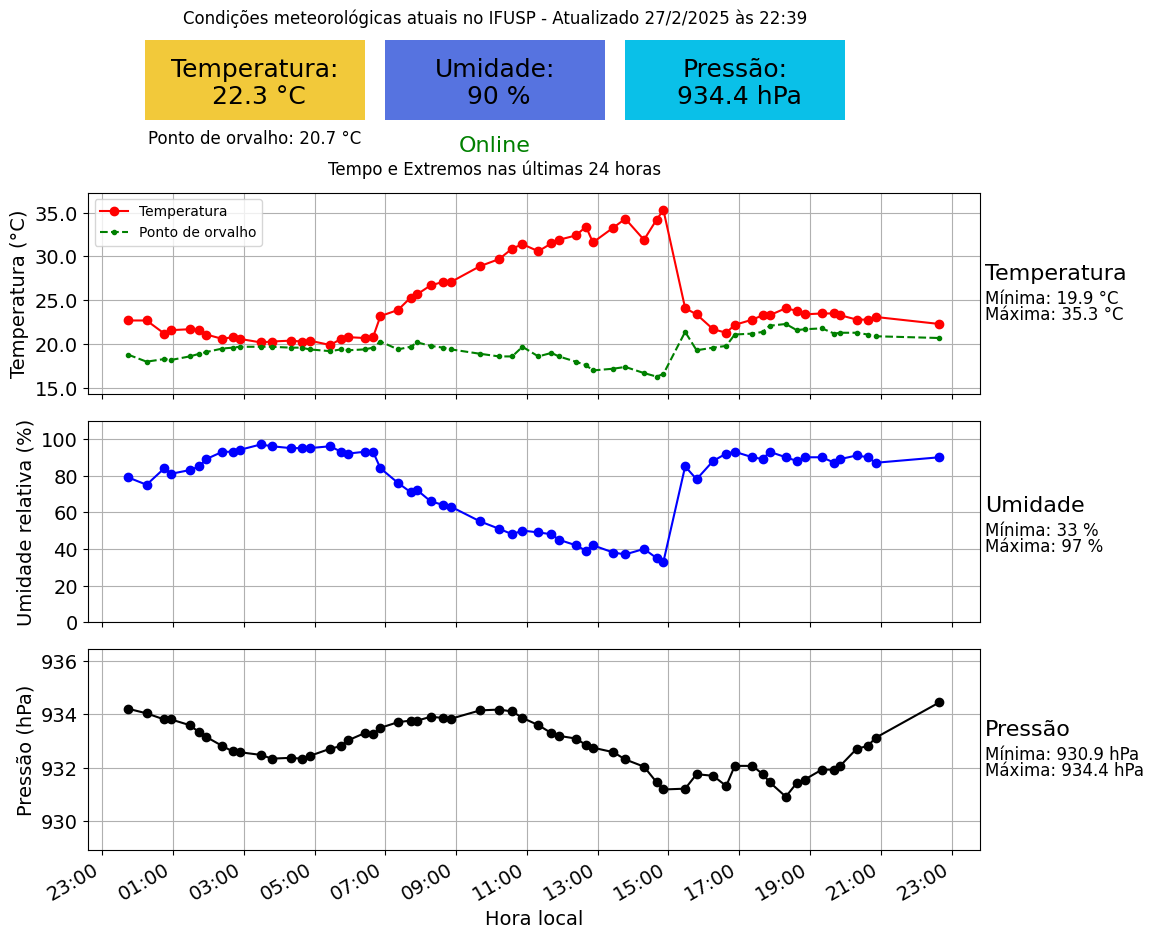 Condições meteorológicas atuais no IFUSP - Atualizado 27/2/2025 às 22:39
Temperatura:
22.3 °C
Umidade:
90 %
Pressão:
934.4 hPa
Ponto de orvalho: 20.7 °C
Online
Tempo e Extremos nas últimas 24 horas
Temperatura (°C)
35.0
30.0
25.0
20.0
15.0
Temperatura
Ponto de orvalho
Temperatura
Mínima: 19.9 °C
Máxima: 35.3 °C
Umidade relativa (%)
100
80
60
40
20
0
Umidade
Mínima: 33 %
Máxima: 97 %
Pressão (hPa)
936
934
932
930
Pressão
Mínima: 930.9 hPa
Máxima: 934.4 hPa
23:00 01:00 03:00 05:00 07:00 09:00 11:00 13:00 15:00 17:00 19:00 21:00 23:00
Hora local